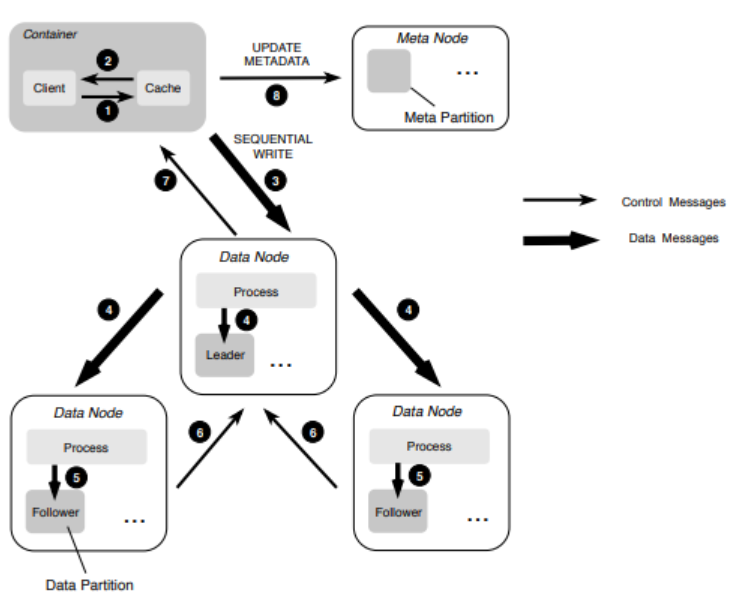 Container
Client
2
Cache
1
UPDATE
METADATA
8
Meta Node
...
Meta Partition
SEQUENTIAL
WRITE
3
7
Control Messages
Data Messages
Data Node
Process
4
Leader
...
4
4
Data Node
Process
5
Follower
...
Data Partition
6
6
Data Node
Process
5
Follower
...